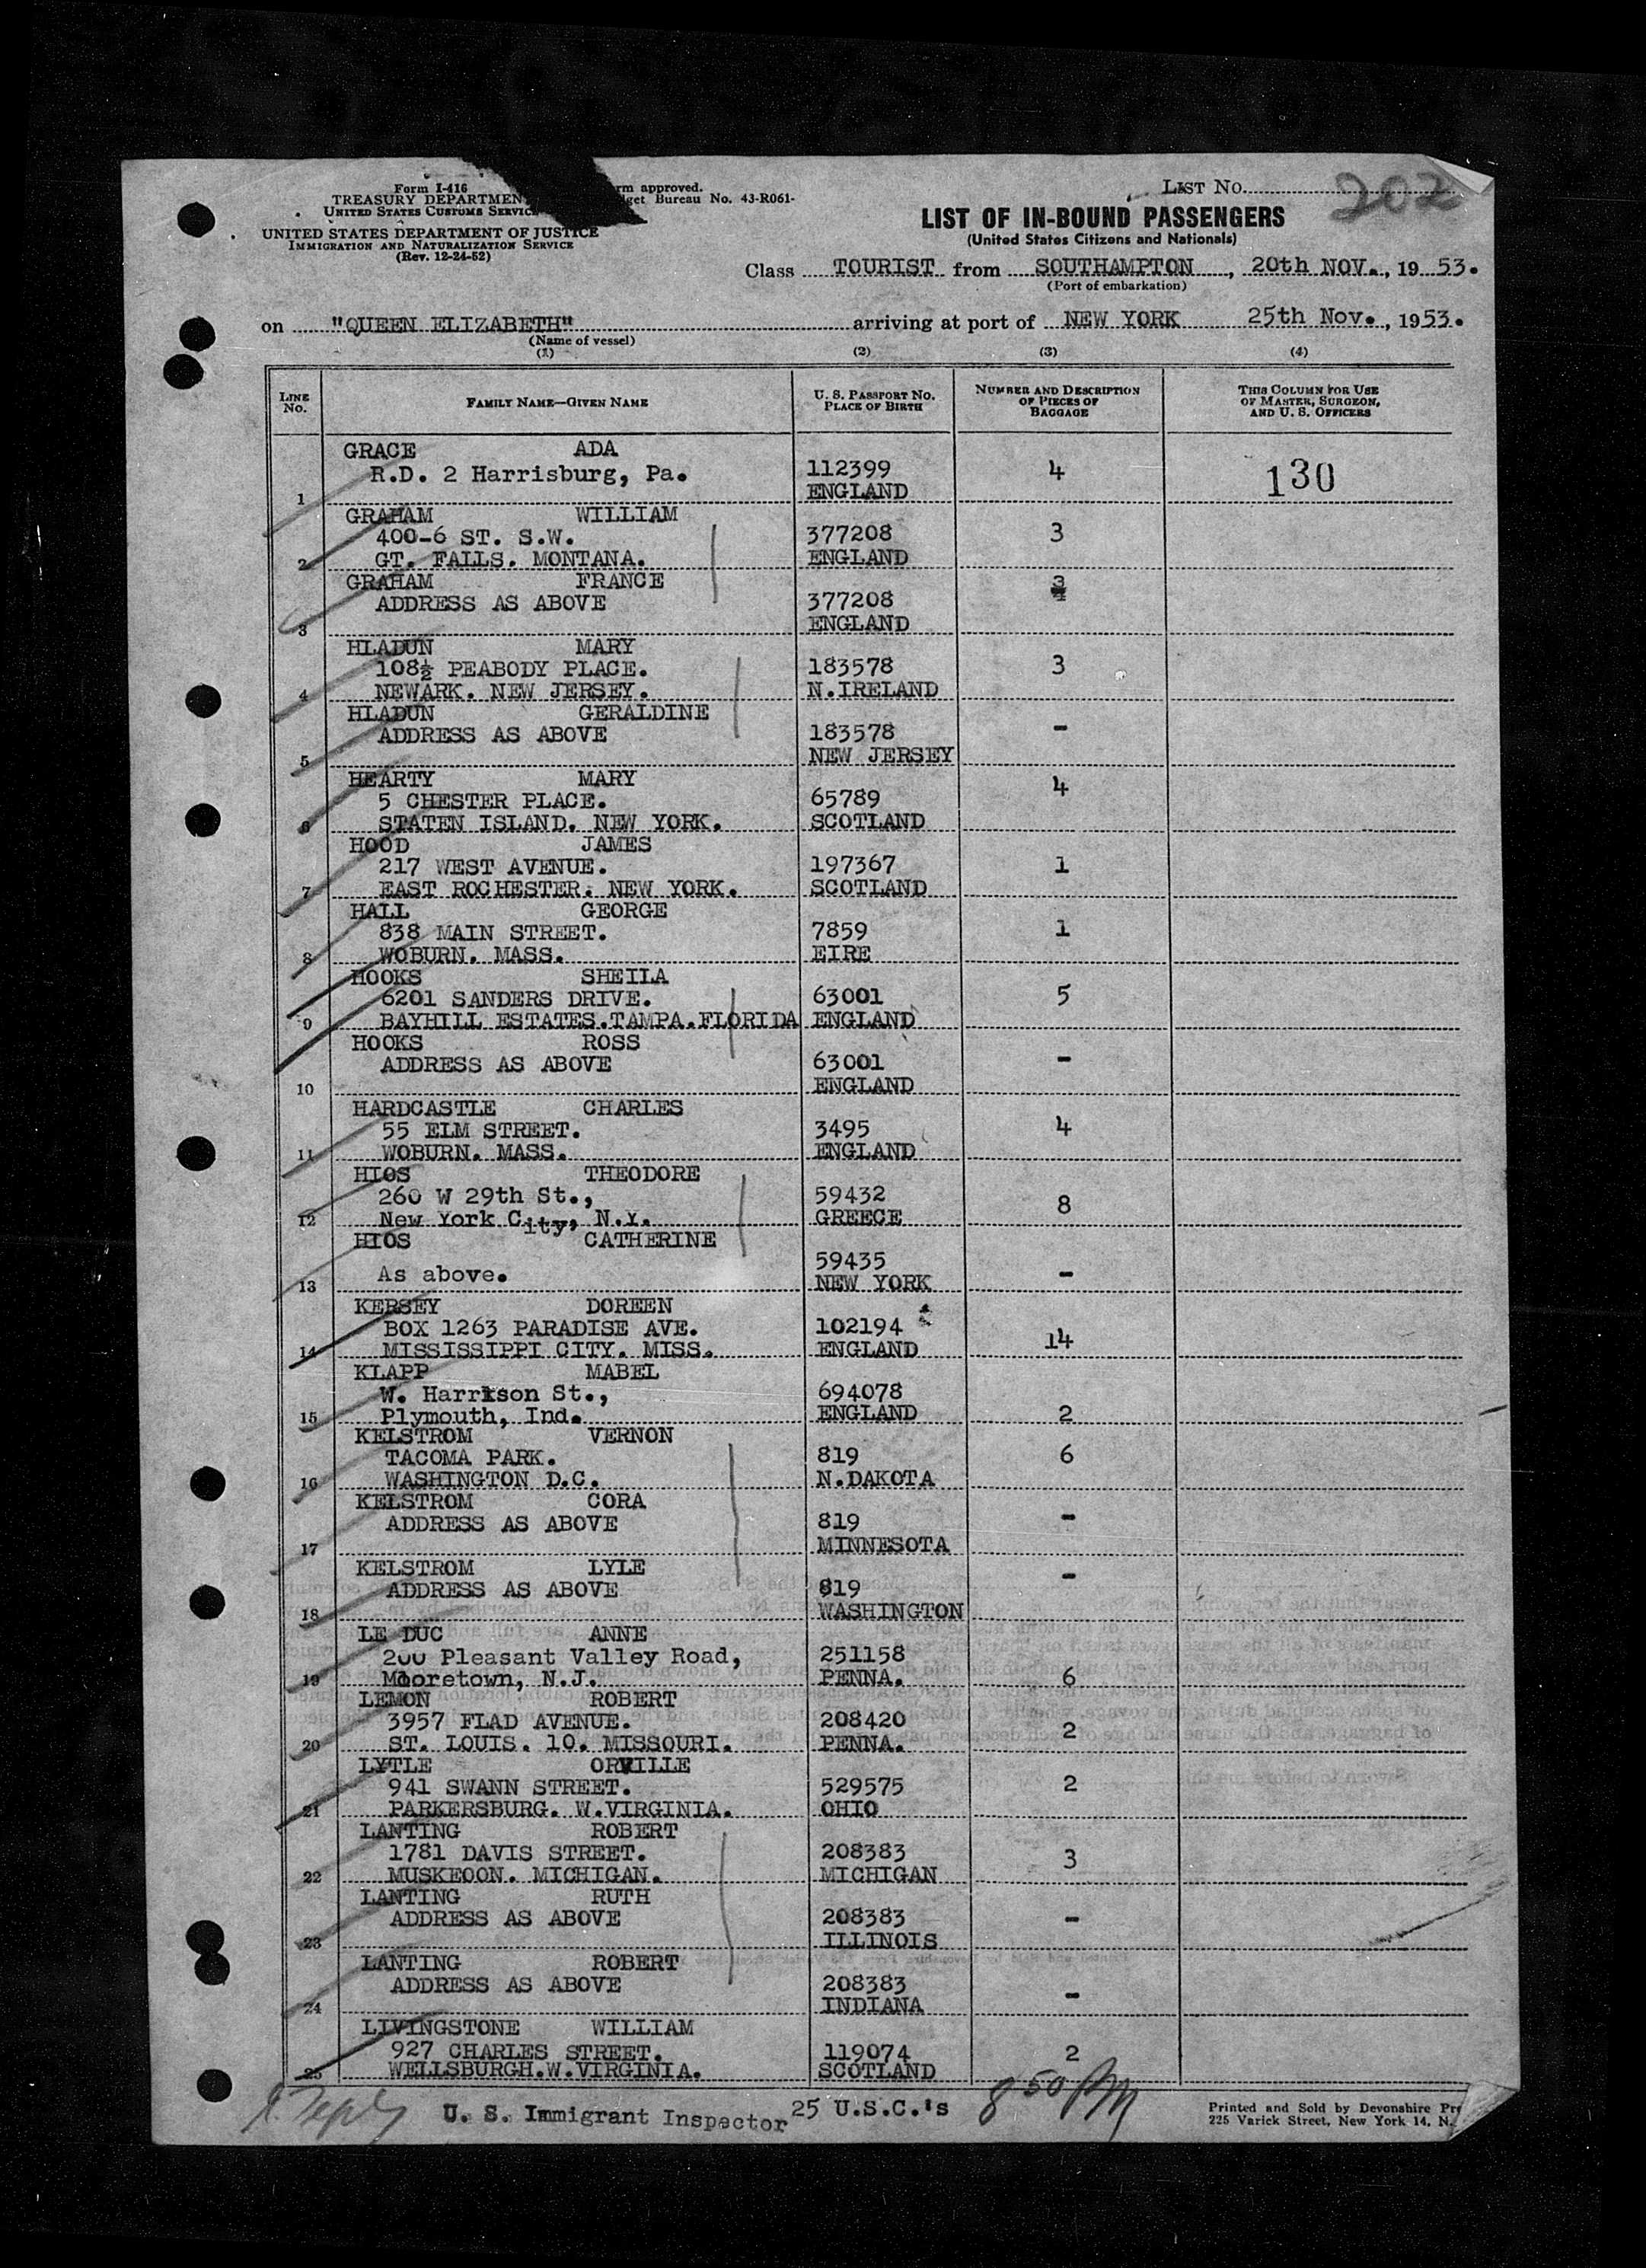 Form I-416
TREASURY DEPARTMEN
UNITED STATES CUSTOMS SERVIC
UNITED STATES DEPARTMENT OF JUSTICE
IMMIGRATION AND NATURALIZATION SERVICE
(Rev. 12-24-52)
rm approved.
get Bureau No. 43-R061-
LIST No. 202
LIST OF IN-BOUND PASSENGERS
(United States Citizens and Nationals)
Class TOURIST from SOUTHAMPTON, 20th NOV., 1953.
(Port of embarkation)
on "QUEEN ELIZABETH" arriving at port of NEW YORK 25th Nov., 1953.
(Name of vessel)
(1) (2) (3) (4)
LINE No. FAMILY NAME—GIVEN NAME U. S. PASSPORT No. PLACE OF BIRTH NUMBER AND DESCRIPTION OF PIECES OF BAGGAGE THIS COLUMN FOR USE OF MASTER, SURGEON, AND U. S. OFFICERS
GRACE ADA
R.D. 2 Harrisburg, Pa. 112399 4 130
1 ENGLAND
GRAHAM WILLIAM
400-6 ST. S.W. 377208 3
2 GT. FALLS. MONTANA. ENGLAND
GRAHAM FRANCE 3
ADDRESS AS ABOVE 377208
3 ENGLAND
HLADUN MARY
108½ PEABODY PLACE. 183578 3
4 NEWARK. NEW JERSEY. N.IRELAND
HLADUN GERALDINE
ADDRESS AS ABOVE 183578 -
5 NEW JERSEY
HEARTY MARY 4
5 CHESTER PLACE. 65789
6 STATEN ISLAND. NEW YORK. SCOTLAND
HOOD JAMES
217 WEST AVENUE. 197367 1
7 EAST ROCHESTER. NEW YORK. SCOTLAND
HALL GEORGE
838 MAIN STREET. 7859 1
8 WOBURN. MASS. EIRE
HOOKS SHEILA
6201 SANDERS DRIVE. 63001 5
9 BAYHILL ESTATES.TAMPA.FLORIDA ENGLAND
HOOKS ROSS
ADDRESS AS ABOVE 63001 -
10 ENGLAND
HARDCASTLE CHARLES
55 ELM STREET. 3495 4
11 WOBURN. MASS. ENGLAND
HIOS THEODORE
260 W 29th St., 59432 8
12 New York City, N.Y. GREECE
HIOS CATHERINE
As above. 59435 -
13 NEW YORK
KERSEY DOREEN
BOX 1263 PARADISE AVE. 102194 14
14 MISSISSIPPI CITY. MISS. ENGLAND
KLAPP MABEL
W. Harrison St., 694078
15 Plymouth, Ind. ENGLAND 2
KELSTROM VERNON
TACOMA PARK. 819 6
16 WASHINGTON D.C. N.DAKOTA
KELSTROM CORA
ADDRESS AS ABOVE 819 -
17 MINNESOTA
KELSTROM LYLE
ADDRESS AS ABOVE 819 -
18 WASHINGTON
LE DUC ANNE
200 Pleasant Valley Road, 251158
19 Mooretown, N.J. PENNA. 6
LEMON ROBERT
3957 FLAD AVENUE. 208420 2
20 ST. LOUIS. 10. MISSOURI. PENNA.
LYTLE ORVILLE
941 SWANN STREET. 529575 2
21 PARKERSBURG. W.VIRGINIA. OHIO
LANTING ROBERT
1781 DAVIS STREET. 208383 3
22 MUSKEOON. MICHIGAN. MICHIGAN
LANTING RUTH
ADDRESS AS ABOVE 208383 -
23 ILLINOIS
LANTING ROBERT
ADDRESS AS ABOVE 208383 -
24 INDIANA
LIVINGSTONE WILLIAM
927 CHARLES STREET. 119074 2
25 WELLSBURGH.W.VIRGINIA. SCOTLAND
U. S. Immigrant Inspector 25 U.S.C.'s 8 50 PM
Printed and Sold by Devonshire Pr
225 Varick Street, New York 14, N.